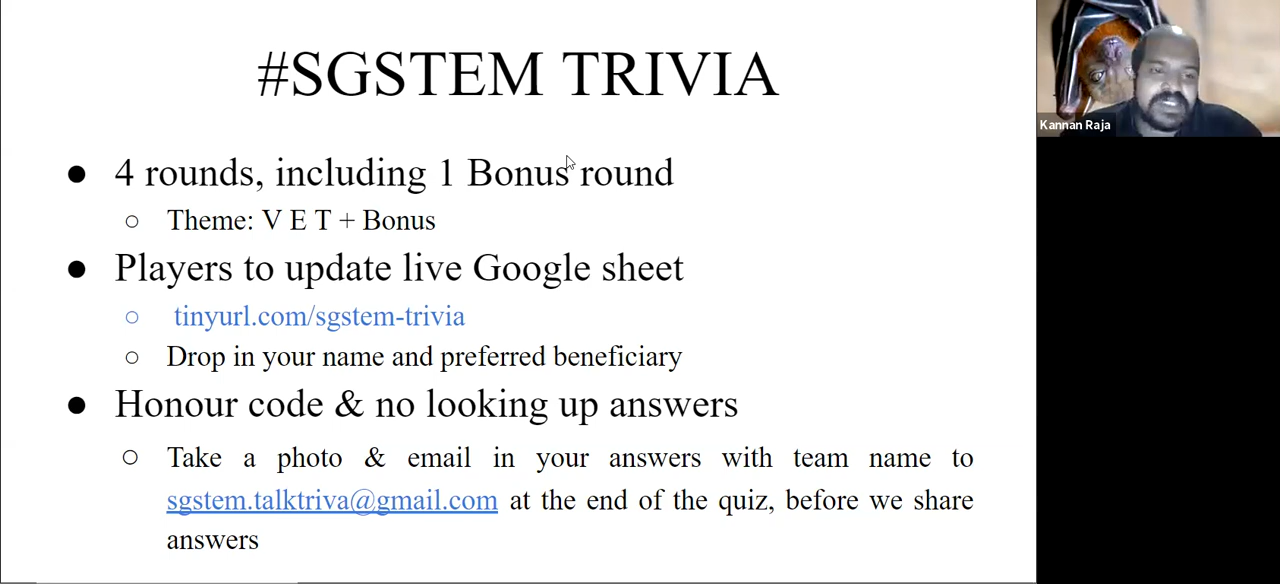 #SGSTEM TRIVIA
Kannan Raja
● 4 rounds, including 1 Bonus round
○ Theme: V E T + Bonus
● Players to update live Google sheet
○ tinyurl.com/sgstem-trivia
○ Drop in your name and preferred beneficiary
● Honour code & no looking up answers
○ Take a photo & email in your answers with team name to
sgstem.talktriva@gmail.com at the end of the quiz, before we share
answers